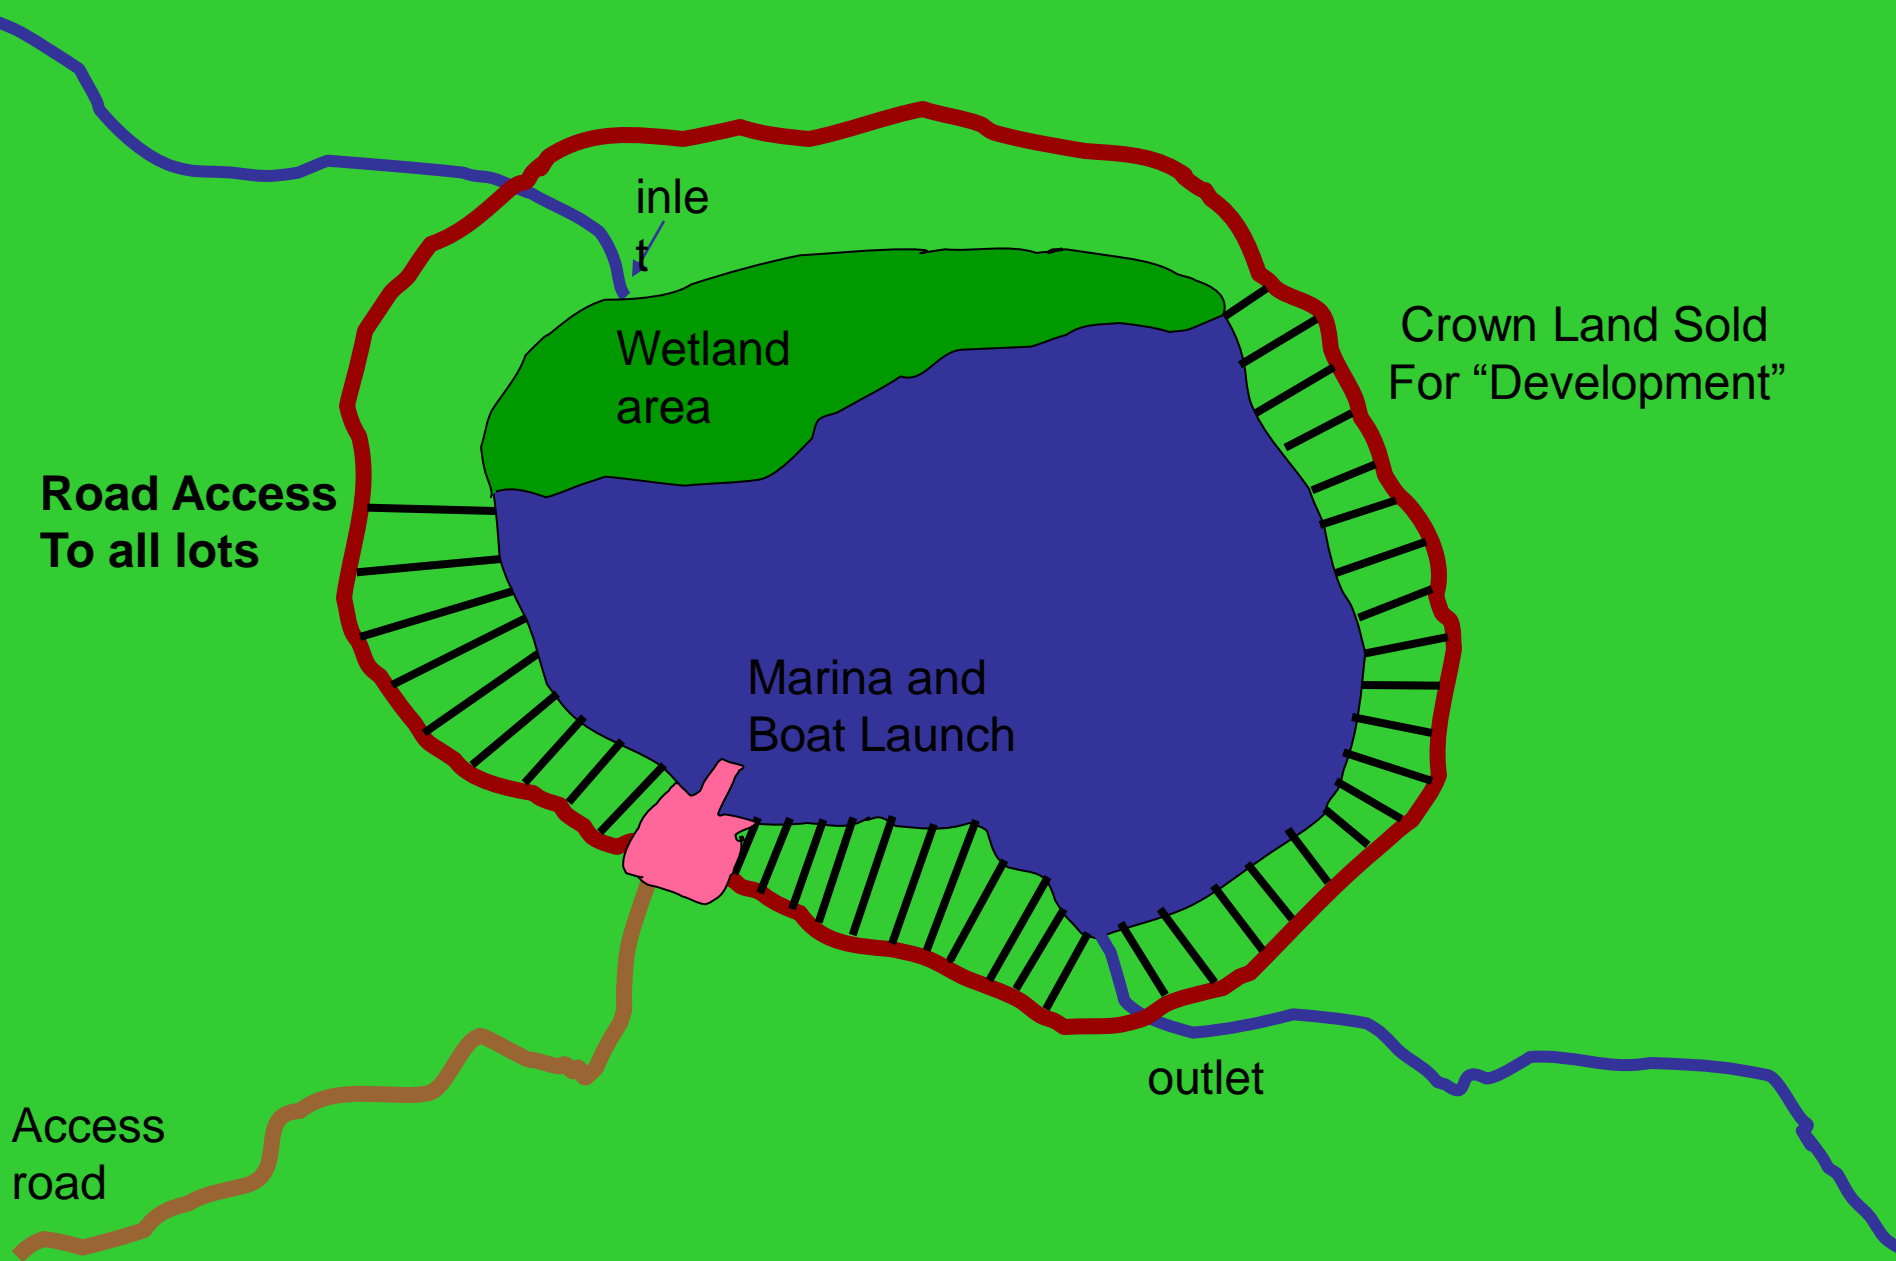 inle
t
Wetland
area
Crown Land Sold
For “Development”
Road Access
To all lots
Marina and
Boat Launch
outlet
Access
road